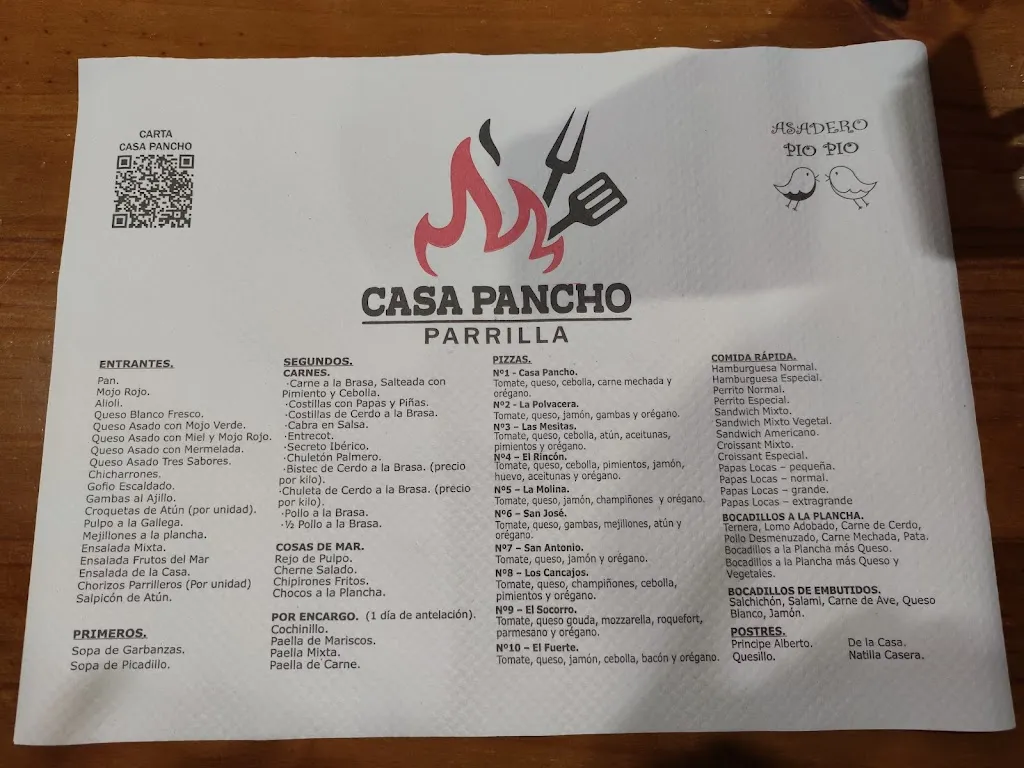 CARTA
CASA PANCHO
ASADERO
PIO PIO
CASA PANCHO
PARRILLA
ENTRANTES.
Pan.
Mojo Rojo.
Alioli.
Queso Blanco Fresco.
Queso Asado con Mojo Verde.
Queso Asado con Miel y Mojo Rojo.
Queso Asado con Mermelada.
Queso Asado Tres Sabores.
Chicharrones.
Gofio Escaldado.
Gambas al Ajillo.
Croquetas de Atún (por unidad).
Pulpo a la Gallega.
Mejillones a la plancha.
Ensalada Mixta.
Ensalada Frutos del Mar
Ensalada de la Casa.
Chorizos Parrilleros (Por unidad)
Salpicón de Atún.
PRIMEROS.
Sopa de Garbanzas.
Sopa de Picadillo.
SEGUNDOS.
CARNES.
·Carne a la Brasa, Salteada con
Pimiento y Cebolla.
·Costillas con Papas y Piñas.
·Costillas de Cerdo a la Brasa.
·Cabra en Salsa.
·Entrecot.
·Secreto Ibérico.
·Chuletón Palmero.
·Bistec de Cerdo a la Brasa. (precio
por kilo).
·Chuleta de Cerdo a la Brasa. (precio
por kilo).
·Pollo a la Brasa.
·½ Pollo a la Brasa.
COSAS DE MAR.
Rejo de Pulpo.
Cherne Salado.
Chipirones Fritos.
Chocos a la Plancha.
POR ENCARGO. (1 día de antelación).
Cochinillo.
Paella de Mariscos.
Paella Mixta.
Paella de Carne.
PIZZAS.
Nº1 - Casa Pancho.
Tomate, queso, cebolla, carne mechada y
orégano.
Nº2 - La Polvacera.
Tomate, queso, jamón, gambas y orégano.
Nº3 – Las Mesitas.
Tomate, queso, cebolla, atún, aceitunas,
pimientos y orégano.
Nº4 – El Rincón.
Tomate, queso, cebolla, pimientos, jamón,
huevo, aceitunas y orégano.
Nº5 – La Molina.
Tomate, queso, jamón, champiñones y orégano.
Nº6 – San José.
Tomate, queso, gambas, mejillones, atún y
orégano.
Nº7 – San Antonio.
Tomate, queso, jamón y orégano.
Nº8 – Los Cancajos.
Tomate, queso, champiñones, cebolla,
pimientos y orégano.
Nº9 – El Socorro.
Tomate, queso gouda, mozzarella, roquefort,
parmesano y orégano.
Nº10 – El Fuerte.
Tomate, queso, jamón, cebolla, bacón y orégano.
COMIDA RÁPIDA.
Hamburguesa Normal.
Hamburguesa Especial.
Perrito Normal.
Perrito Especial.
Sandwich Mixto.
Sandwich Mixto Vegetal.
Sandwich Americano.
Croissant Mixto.
Croissant Especial.
Papas Locas – pequeña.
Papas Locas – normal.
Papas Locas – grande.
Papas Locas – extragrande
BOCADILLOS A LA PLANCHA.
Ternera, Lomo Adobado, Carne de Cerdo,
Pollo Desmenuzado, Carne Mechada, Pata.
Bocadillos a la Plancha más Queso.
Bocadillos a la Plancha más Queso y
Vegetales.
BOCADILLOS DE EMBUTIDOS.
Salchichón, Salami, Carne de Ave, Queso
Blanco, Jamón.
POSTRES.
Principe Alberto. De la Casa.
Quesillo. Natilla Casera.